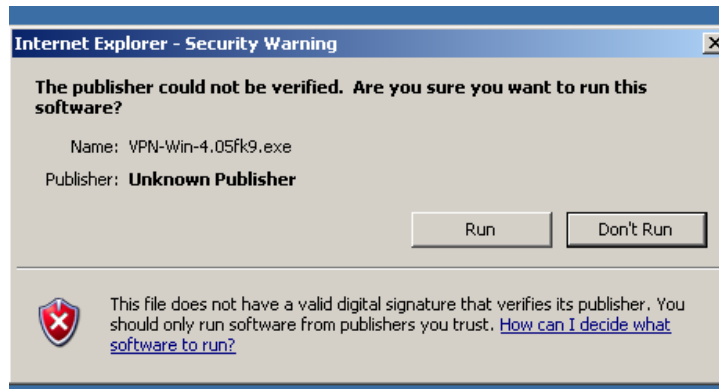 Internet Explorer - Security Warning
The publisher could not be verified. Are you sure you want to run this
software?
Name: VPN-Win-4.05fk9.exe
Publisher: Unknown Publisher
Run Don't Run
This file does not have a valid digital signature that verifies its publisher. You
should only run software from publishers you trust. How can I decide what
software to run?